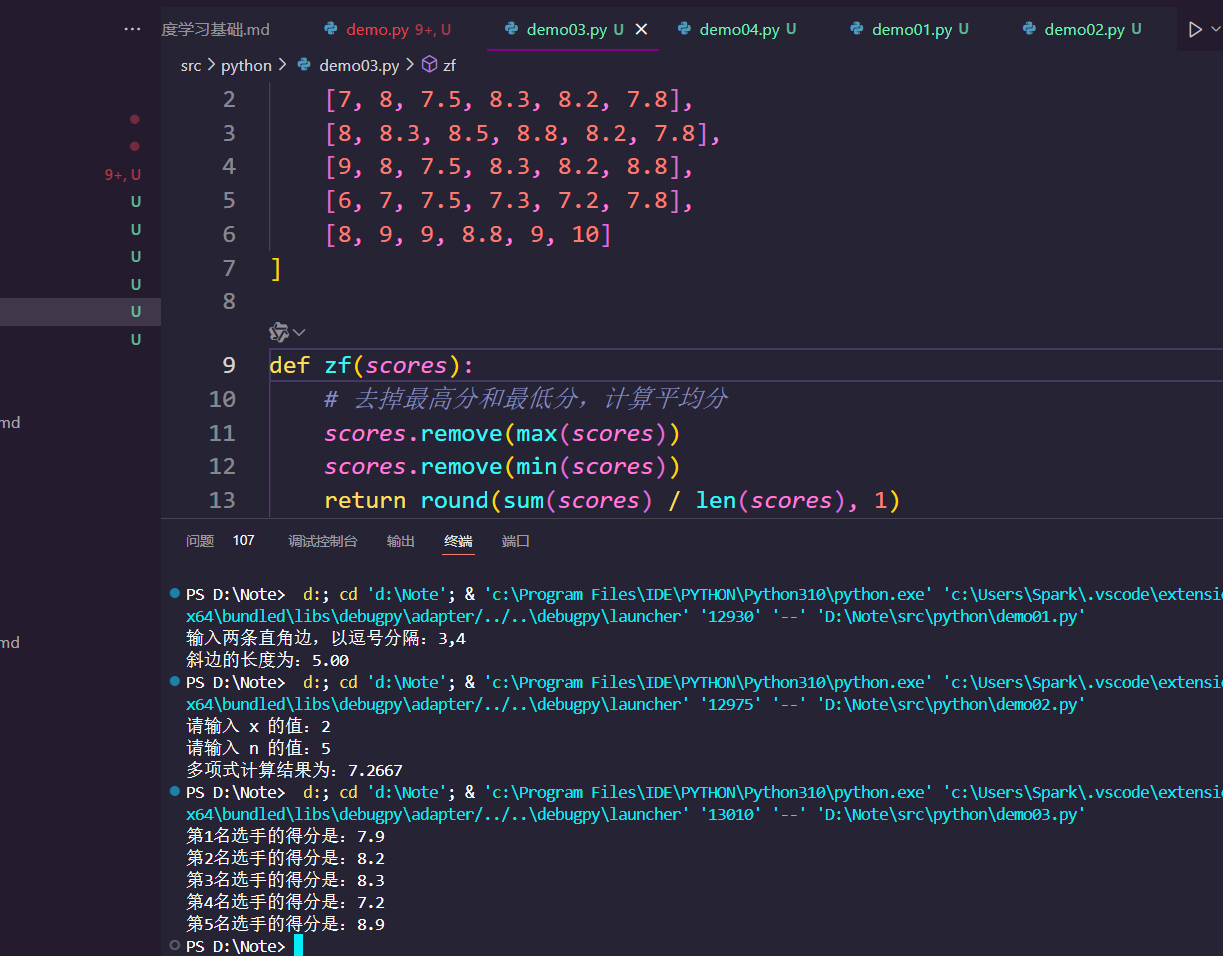 度学习基础.md demo.py 9+, U demo03.py U demo04.py U demo01.py U demo02.py U
src > python > demo03.py > zf
9+, U
U
U
U
U
U
U
md
md
2 [7, 8, 7.5, 8.3, 8.2, 7.8],
3 [8, 8.3, 8.5, 8.8, 8.2, 7.8],
4 [9, 8, 7.5, 8.3, 8.2, 8.8],
5 [6, 7, 7.5, 7.3, 7.2, 7.8],
6 [8, 9, 9, 8.8, 9, 10]
7 ]
8
9 def zf(scores):
10 # 去掉最高分和最低分，计算平均分
11 scores.remove(max(scores))
12 scores.remove(min(scores))
13 return round(sum(scores) / len(scores), 1)
问题 107 调试控制台 输出 终端 端口
PS D:\Note> d:; cd 'd:\Note'; & 'c:\Program Files\IDE\PYTHON\Python310\python.exe' 'c:\Users\Spark\.vscode\extensio
x64\bundled\libs\debugpy\adapter/../..\debugpy\launcher' '12930' '--' 'D:\Note\src\python\demo01.py'
输入两条直角边，以逗号分隔：3,4
斜边的长度为：5.00
PS D:\Note> d:; cd 'd:\Note'; & 'c:\Program Files\IDE\PYTHON\Python310\python.exe' 'c:\Users\Spark\.vscode\extensio
x64\bundled\libs\debugpy\adapter/../..\debugpy\launcher' '12975' '--' 'D:\Note\src\python\demo02.py'
请输入 x 的值：2
请输入 n 的值：5
多项式计算结果为：7.2667
PS D:\Note> d:; cd 'd:\Note'; & 'c:\Program Files\IDE\PYTHON\Python310\python.exe' 'c:\Users\Spark\.vscode\extensio
x64\bundled\libs\debugpy\adapter/../..\debugpy\launcher' '13010' '--' 'D:\Note\src\python\demo03.py'
第1名选手的得分是：7.9
第2名选手的得分是：8.2
第3名选手的得分是：8.3
第4名选手的得分是：7.2
第5名选手的得分是：8.9
PS D:\Note>